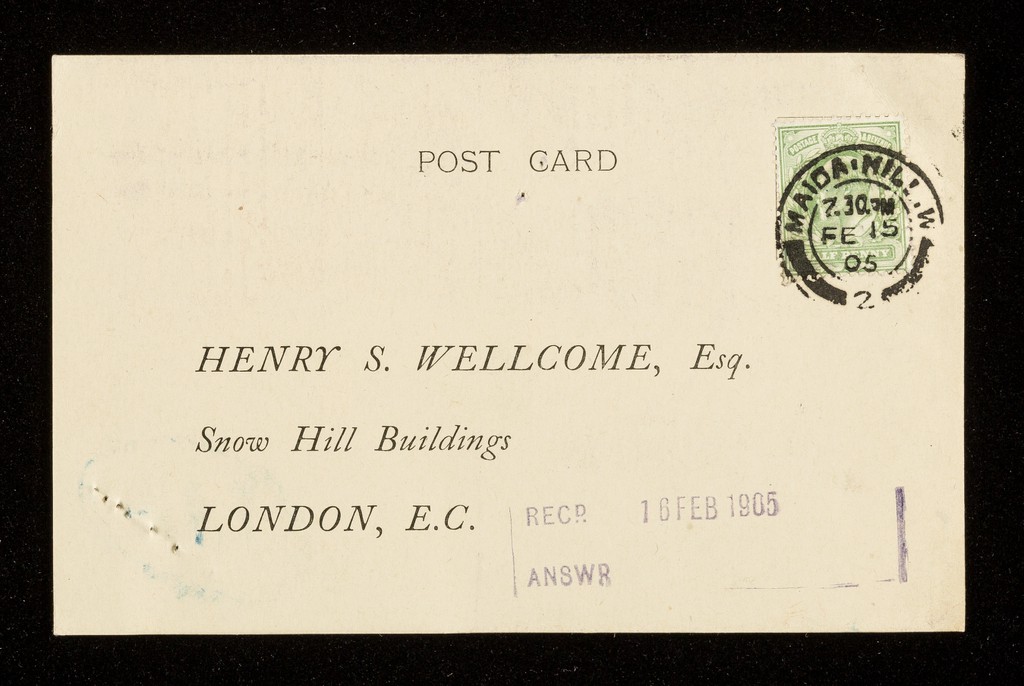 POST CARD
POSTAGE
MAIDA.HILL.W
7.30.PM
FE 15
05
2
HENRY S. WELLCOME, Esq.
Snow Hill Buildings
LONDON, E.C.
RECD 16 FEB 1905
ANSWR